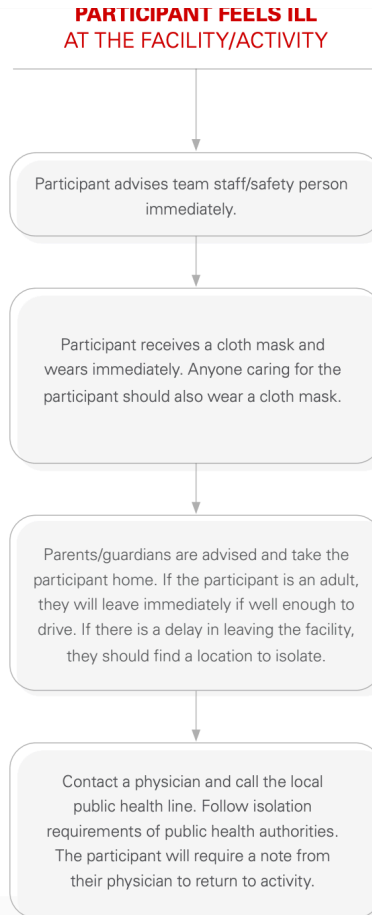 PARTICIPANT FEELS ILL
AT THE FACILITY/ACTIVITY
Participant advises team staff/safety person
immediately.
Participant receives a cloth mask and
wears immediately. Anyone caring for the
participant should also wear a cloth mask.
Parents/guardians are advised and take the
participant home. If the participant is an adult,
they will leave immediately if well enough to
drive. If there is a delay in leaving the facility,
they should find a location to isolate.
Contact a physician and call the local
public health line. Follow isolation
requirements of public health authorities.
The participant will require a note from
their physician to return to activity.